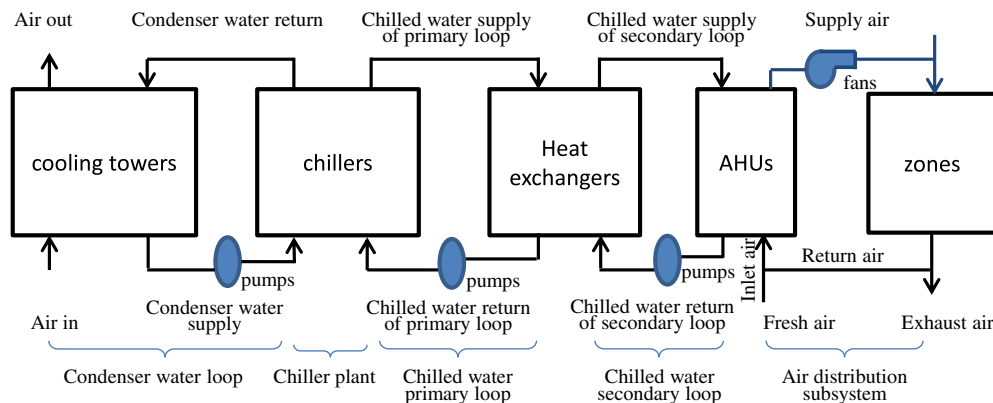 Air out
Condenser water return
Chilled water supply
of primary loop
Chilled water supply
of secondary loop
Supply air
fans
cooling towers
chillers
Heat
exchangers
AHUs
zones
Inlet air
Return air
pumps
pumps
pumps
Air in
Condenser water
supply
Chilled water return
of primary loop
Chilled water return
of secondary loop
Fresh air
Exhaust air
Condenser water loop
Chiller plant
Chilled water
primary loop
Chilled water
secondary loop
Air distribution
subsystem